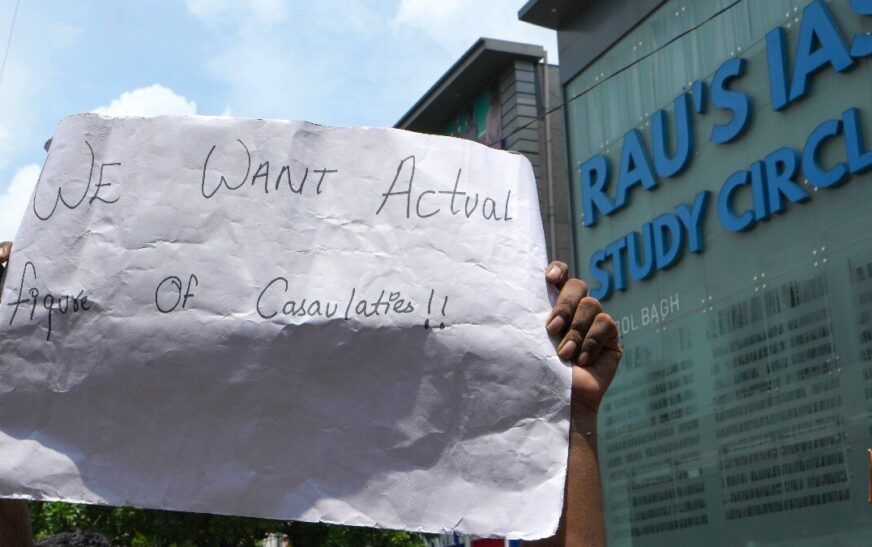 WE WANT Actual
figure Of Casaulaties!!
RAU'S IAS
STUDY CIRCL
ROL BAGH